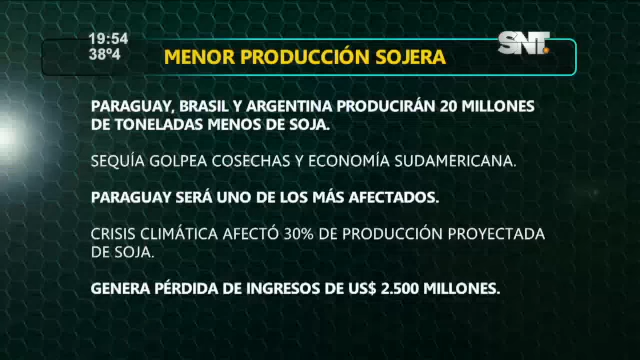 19:54
38°4
MENOR PRODUCCIÓN SOJERA
SNT.
PARAGUAY, BRASIL Y ARGENTINA PRODUCIRÁN 20 MILLONES
DE TONELADAS MENOS DE SOJA.
SEQUÍA GOLPEA COSECHAS Y ECONOMÍA SUDAMERICANA.
PARAGUAY SERÁ UNO DE LOS MÁS AFECTADOS.
CRISIS CLIMÁTICA AFECTÓ 30% DE PRODUCCIÓN PROYECTADA
DE SOJA.
GENERA PÉRDIDA DE INGRESOS DE US$ 2.500 MILLONES.